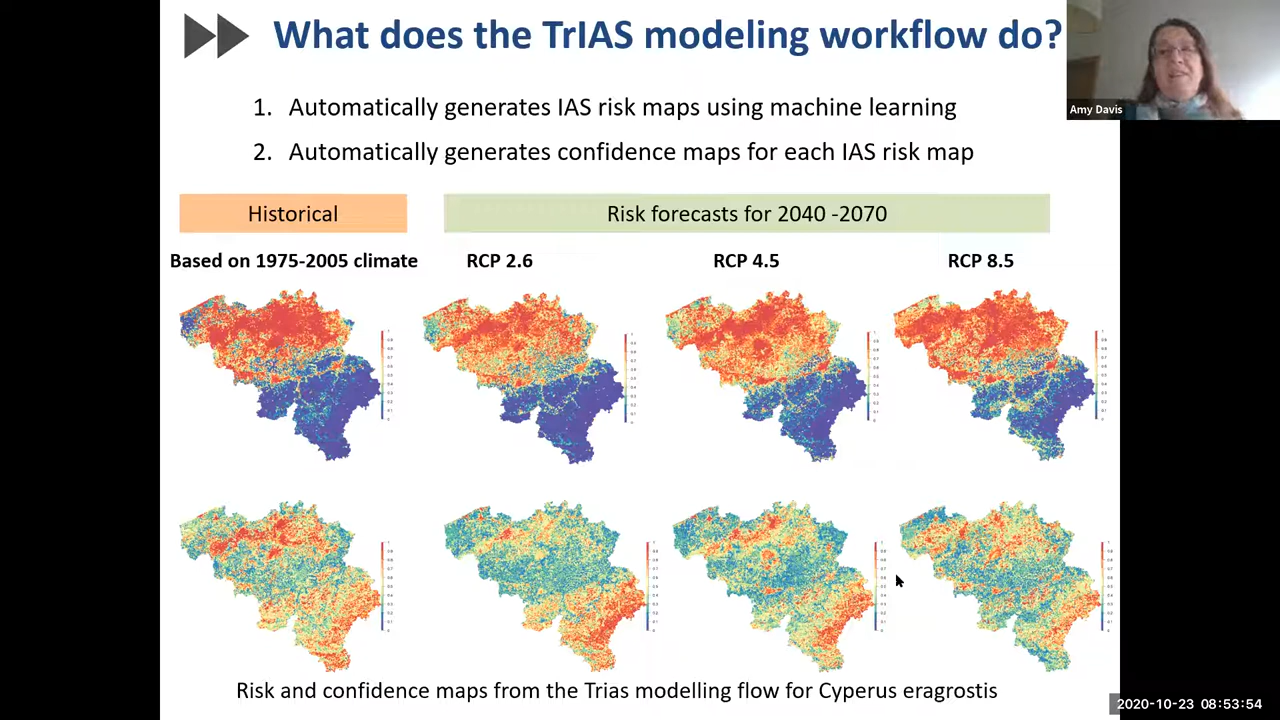 What does the TrIAS modeling workflow do?
Amy Davis
1. Automatically generates IAS risk maps using machine learning
2. Automatically generates confidence maps for each IAS risk map
Historical
Risk forecasts for 2040 -2070
Based on 1975-2005 climate
RCP 2.6
RCP 4.5
RCP 8.5
Risk and confidence maps from the Trias modelling flow for Cyperus eragrostis
2020-10-23 08:53:54